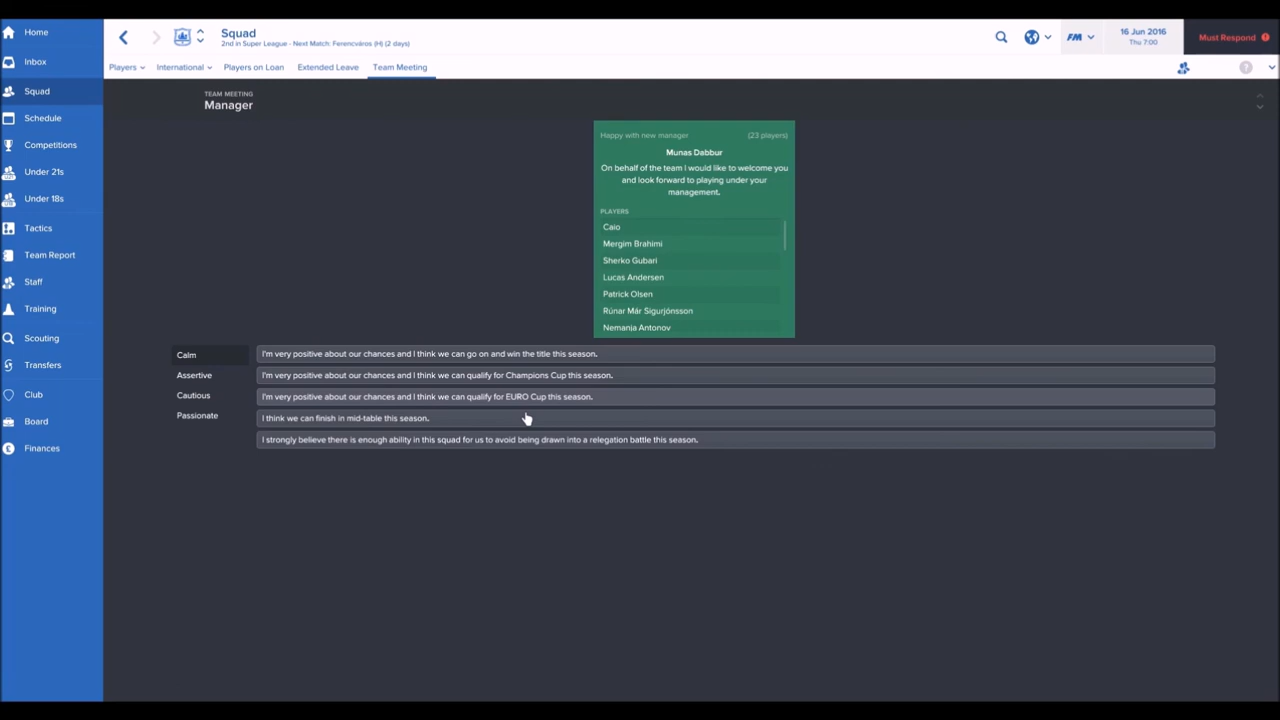 Home
Inbox
Squad
Schedule
Competitions
Under 21s
Under 18s
Tactics
Team Report
Staff
Training
Scouting
Transfers
Club
Board
Finances
Squad
2nd in Super League - Next Match: Ferencváros (H) (2 days)
FM
16 Jun 2016
Thu 7:00
Must Respond
Players
International
Players on Loan
Extended Leave
Team Meeting
TEAM MEETING
Manager
Happy with new manager (23 players)
Munas Dabbur
On behalf of the team I would like to welcome you
and look forward to playing under your
management.
PLAYERS
Caio
Mergim Brahimi
Sherko Gubari
Lucas Andersen
Patrick Olsen
Rúnar Már Sigurjónsson
Nemanja Antonov
Calm
Assertive
Cautious
Passionate
I'm very positive about our chances and I think we can go on and win the title this season.
I'm very positive about our chances and I think we can qualify for Champions Cup this season.
I'm very positive about our chances and I think we can qualify for EURO Cup this season.
I think we can finish in mid-table this season.
I strongly believe there is enough ability in this squad for us to avoid being drawn into a relegation battle this season.